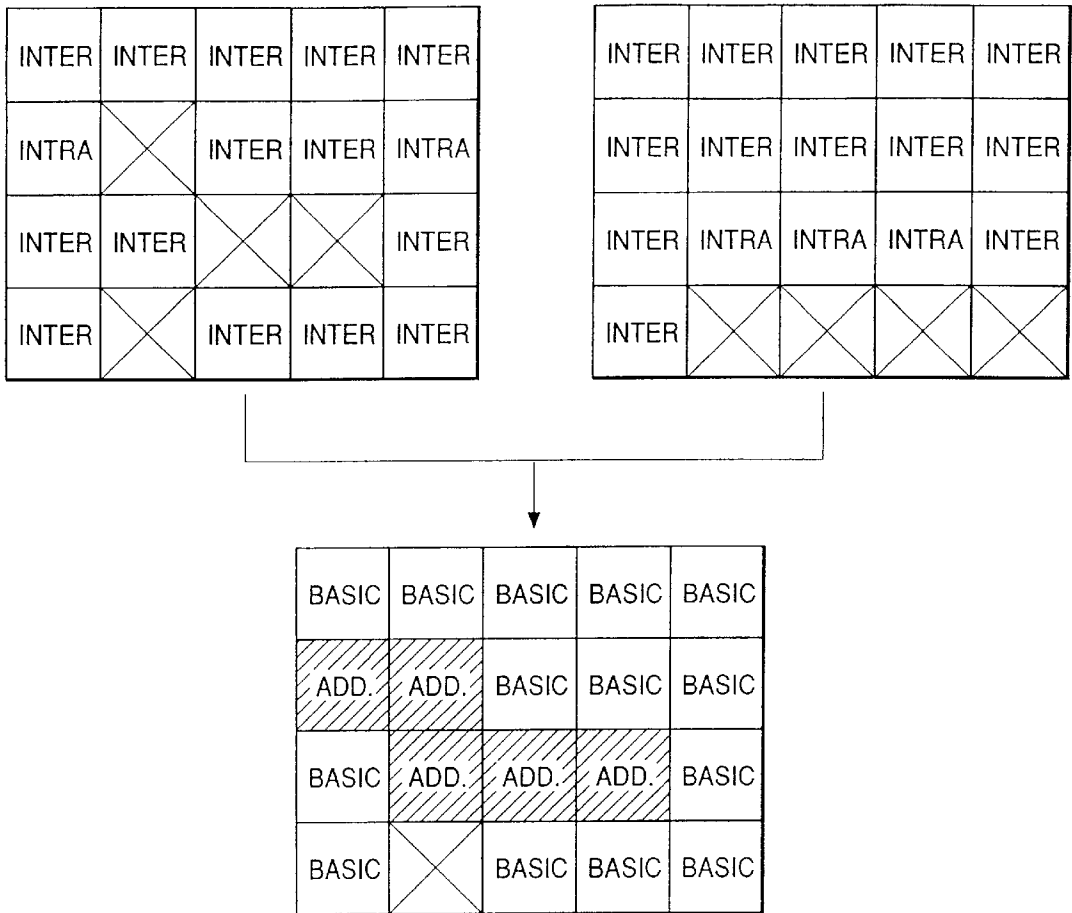 INTER INTER INTER INTER INTER
INTRA INTER INTER INTRA
INTER INTER INTER
INTER INTER INTER INTER
INTER INTER INTER INTER INTER
INTER INTER INTER INTER INTER
INTER INTRA INTRA INTRA INTER
INTER
BASIC BASIC BASIC BASIC BASIC
ADD. ADD. BASIC BASIC BASIC
BASIC ADD. ADD. ADD. BASIC
BASIC BASIC BASIC BASIC